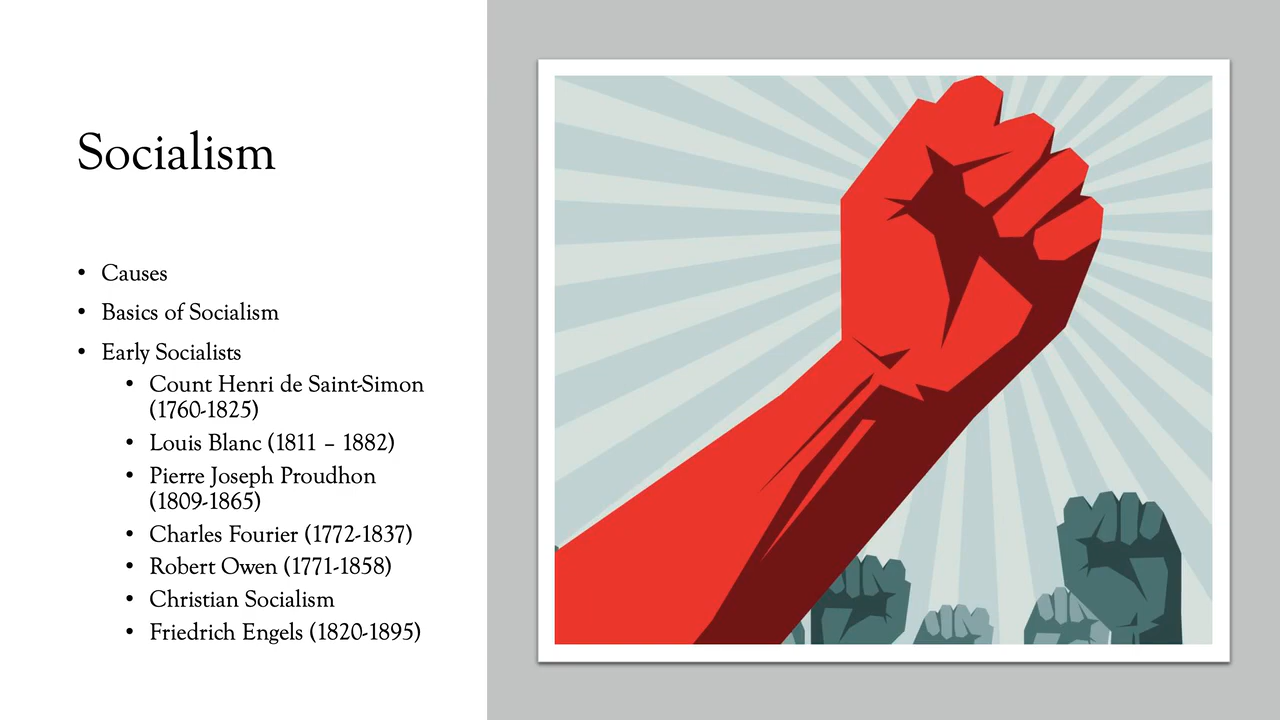 Socialism
• Causes
• Basics of Socialism
• Early Socialists
• Count Henri de Saint-Simon
(1760-1825)
• Louis Blanc (1811 – 1882)
• Pierre Joseph Proudhon
(1809-1865)
• Charles Fourier (1772-1837)
• Robert Owen (1771-1858)
• Christian Socialism
• Friedrich Engels (1820-1895)